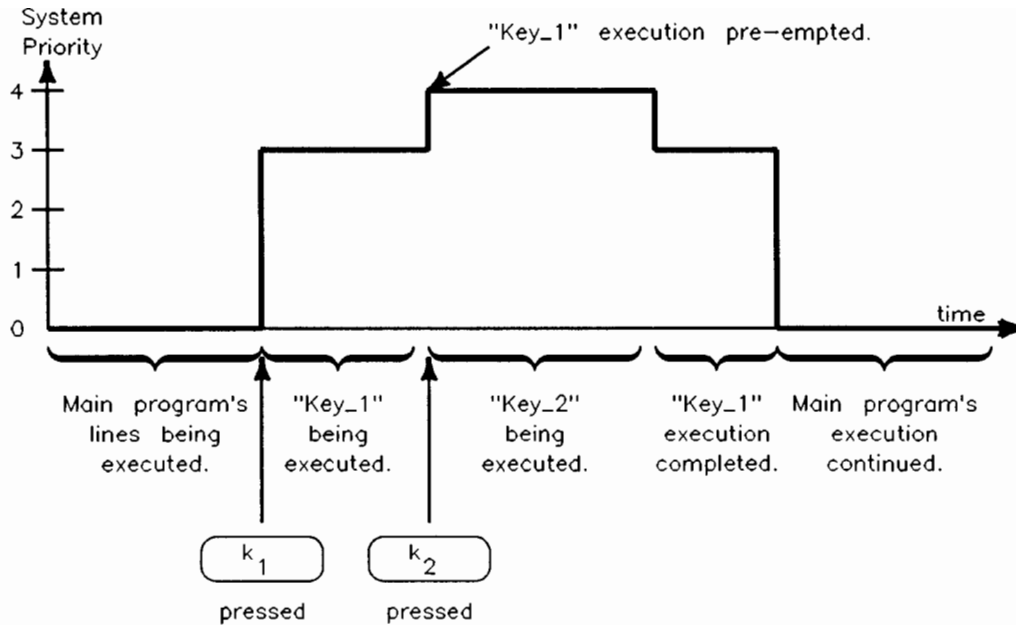 System
Priority
"Key_1" execution pre-empted.
4
3
2
1
0
time
Main program's
lines being
executed.
"Key_1"
being
executed.
"Key_2"
being
executed.
"Key_1"
execution
completed.
Main program's
execution
continued.
k1
pressed
k2
pressed